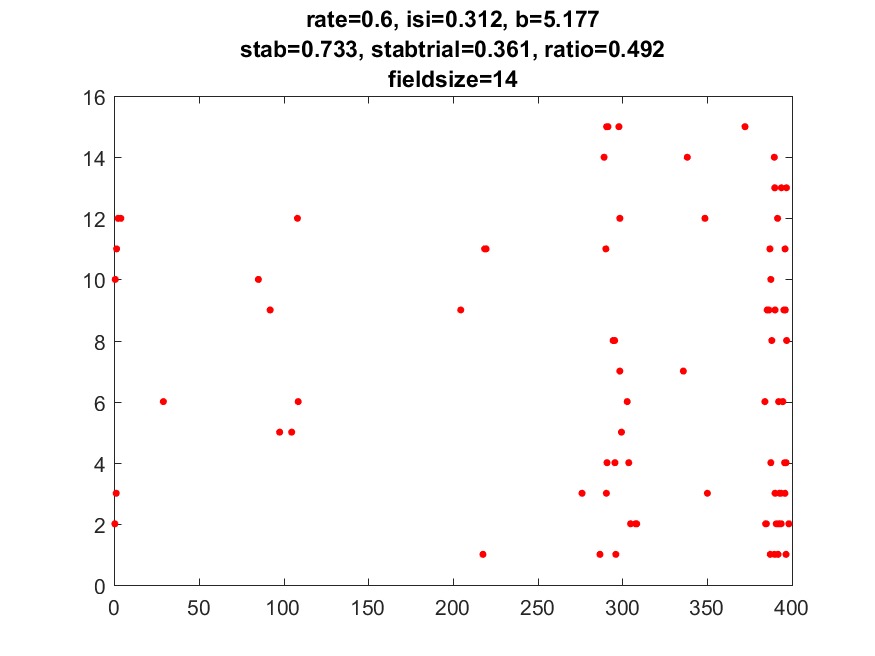 rate=0.6, isi=0.312, b=5.177
stab=0.733, stabtrial=0.361, ratio=0.492
fieldsize=14
16
14
12
10
8
6
4
2
0
0 50 100 150 200 250 300 350 400